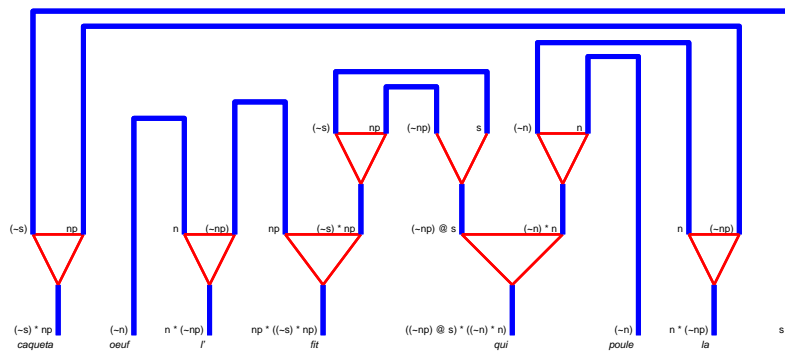 (~s) np (~np) s (~n) n
(~s) np n (~np) np (~s) * np (~np) @ s (~n) * n n (~np)
(~s) * np (~n) n * (~np) np * ((~s) * np) ((~np) @ s) * ((~n) * n) (~n) n * (~np) s
caqueta oeuf l' fit qui poule la